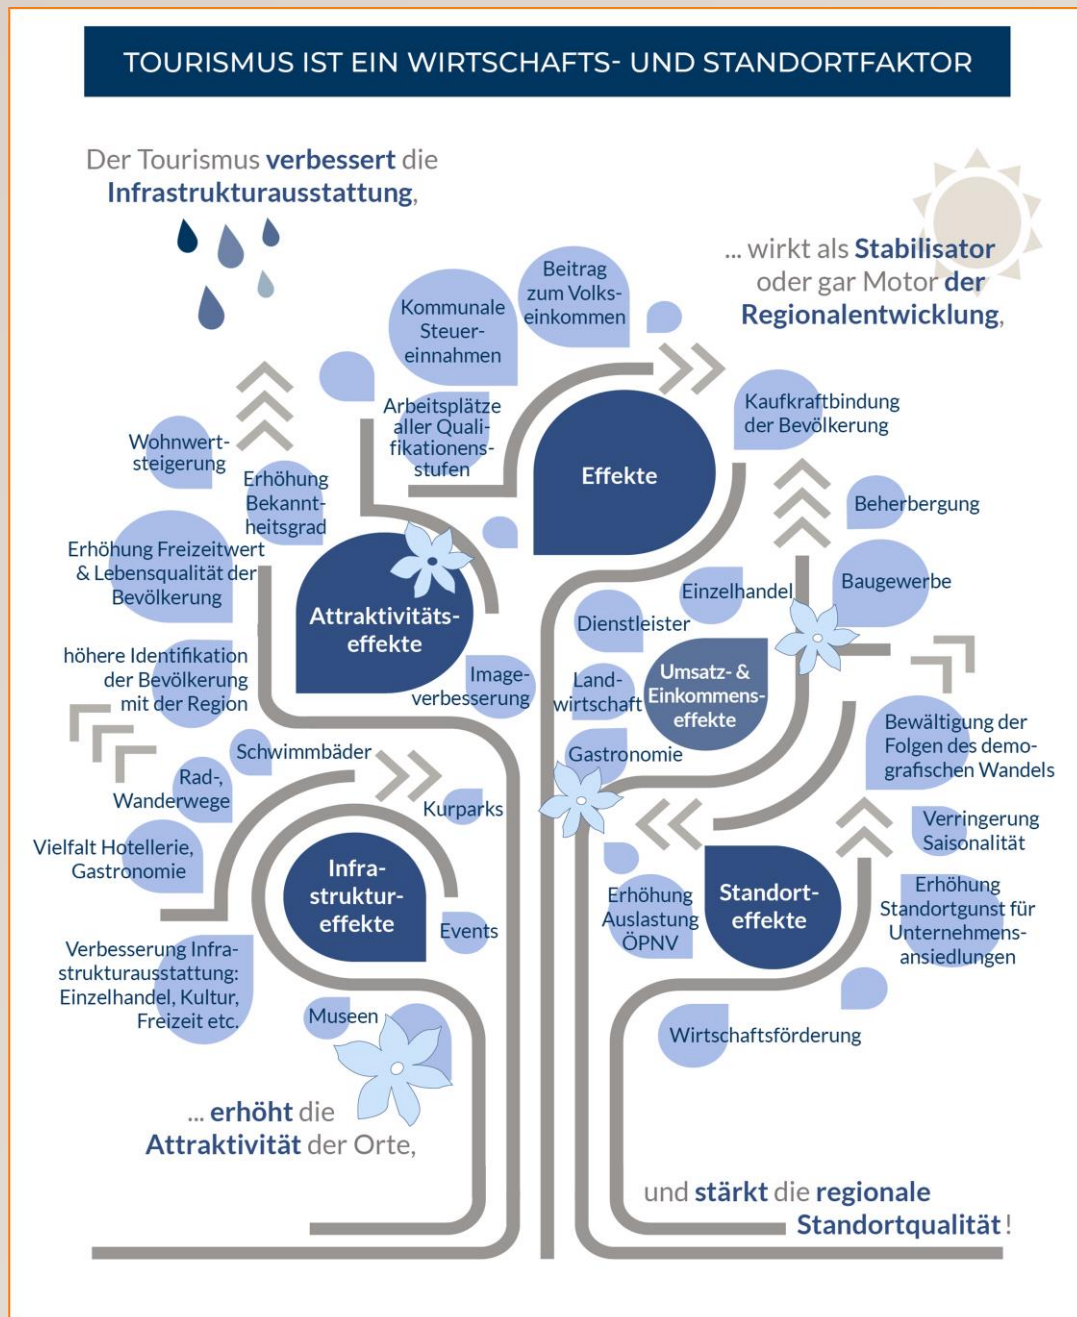 TOURISMUS IST EIN WIRTSCHAFTS- UND STANDORTFAKTOR
Der Tourismus verbessert die
Infrastrukturausstattung,
... wirkt als Stabilisator
oder gar Motor der
Regionalentwicklung,
Beitrag
zum Volks-
einkommen
Kommunale
Steuer-
einnahmen
Arbeitsplätze
aller Quali-
fikationens-
stufen
Effekte
Kaufkraftbindung
der Bevölkerung
Wohnwert-
steigerung
Erhöhung
Bekannt-
heitsgrad
Erhöhung Freizeitwert
& Lebensqualität der
Bevölkerung
Attraktivitäts-
effekte
höhere Identifikation
der Bevölkerung
mit der Region
Image-
verbesserung
Beherbergung
Baugewerbe
Einzelhandel
Dienstleister
Umsatz- &
Einkommens-
effekte
Land-
wirtschaft
Gastronomie
Bewältigung der
Folgen des demo-
grafischen Wandels
Verringerung
Saisonalität
Schwimmbäder
Rad-,
Wanderwege
Kurparks
Vielfalt Hotellerie,
Gastronomie
Infra-
struktur-
effekte
Events
Verbesserung Infra-
strukturausstattung:
Einzelhandel, Kultur,
Freizeit etc.
Museen
Erhöhung
Auslastung
ÖPNV
Standort-
effekte
Erhöhung
Standortgunst für
Unternehmens-
ansiedlungen
Wirtschaftsförderung
... erhöht die
Attraktivität der Orte,
und stärkt die regionale
Standortqualität!